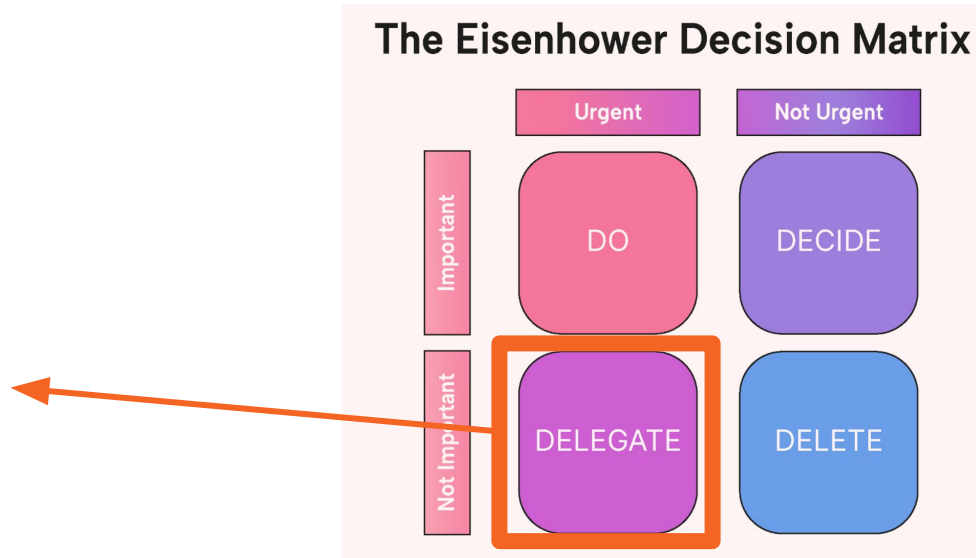 The Eisenhower Decision Matrix
Urgent
Not Urgent
Important
DO
DECIDE
Not Important
DELEGATE
DELETE